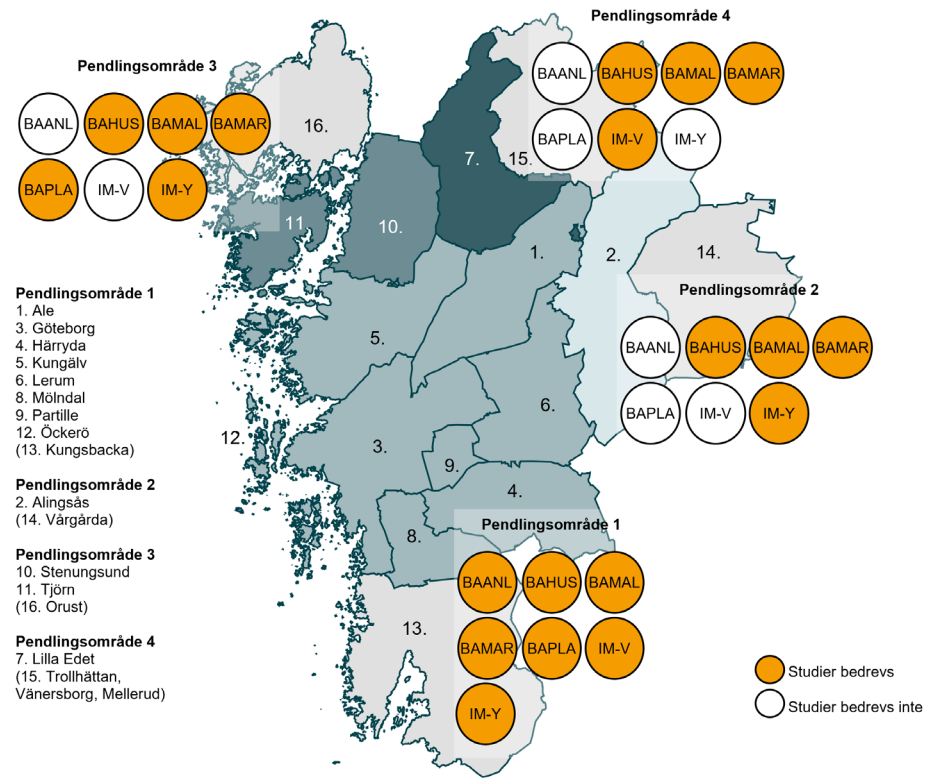 Pendlingsområde 4
BAANL BAHUS BAMAL BAMAR
BAPLA IM-V IM-Y
Pendlingsområde 3
BAANL BAHUS BAMAL BAMAR
BAPLA IM-V IM-Y
16.
7.
15.
11
10.
1.
2.
14.
Pendlingsområde 2
BAANL BAHUS BAMAL BAMAR
BAPLA IM-V IM-Y
Pendlingsområde 1
1. Ale
3. Göteborg
4. Härryda
5. Kungälv
6. Lerum
8. Mölndal
9. Partille
12. Öckerö
(13. Kungsbacka)
Pendlingsområde 2
2. Alingsås
(14. Vårgårda)
Pendlingsområde 3
10. Stenungsund
11. Tjörn
(16. Orust)
Pendlingsområde 4
7. Lilla Edet
(15. Trollhättan,
Vänersborg, Mellerud)
5.
6.
12.
3.
9.
4.
8.
13.
Pendlingsområde 1
BAANL BAHUS BAMAL
BAMAR BAPLA IM-V
IM-Y
Studier bedrevs
Studier bedrevs inte